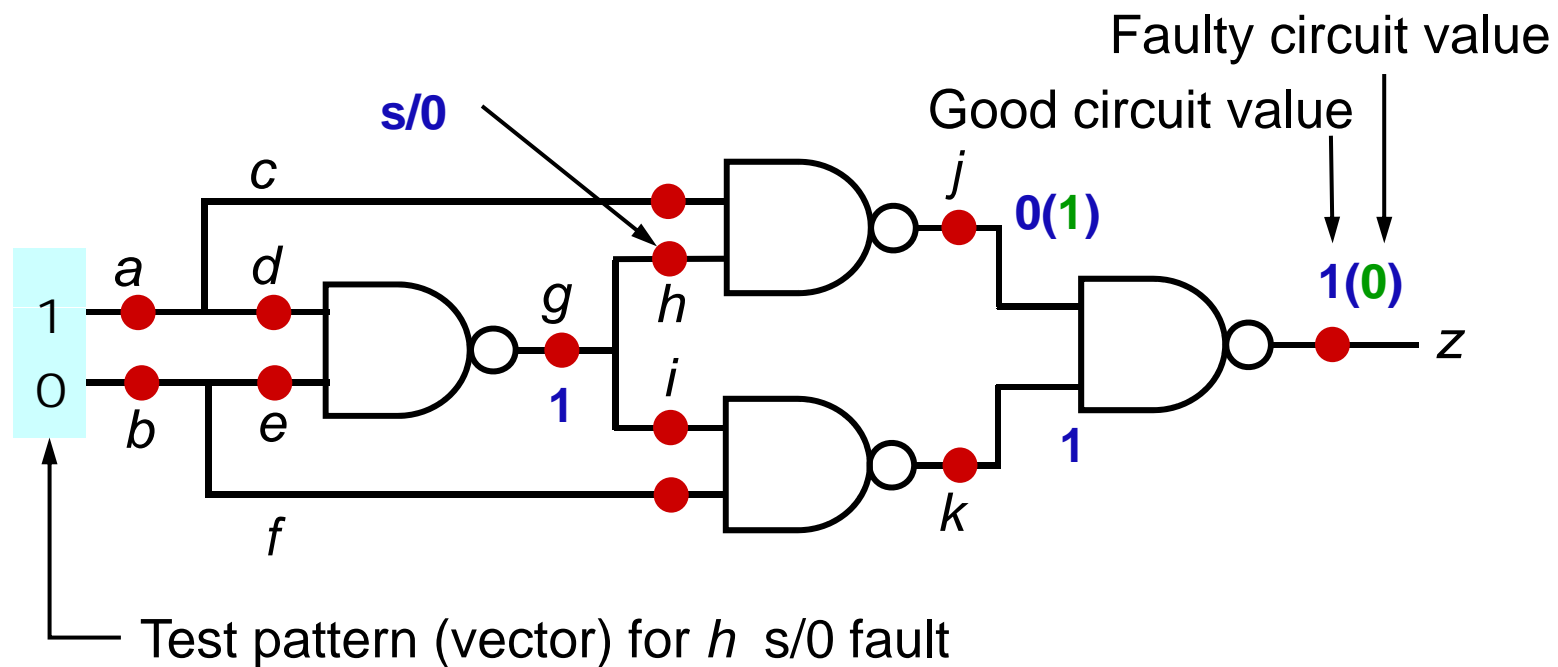 Faulty circuit value
Good circuit value
s/0
c
j
0(1)
1(0)
a
d
g
h
1
z
0
i
1
b
e
1
k
f
Test pattern (vector) for h s/0 fault